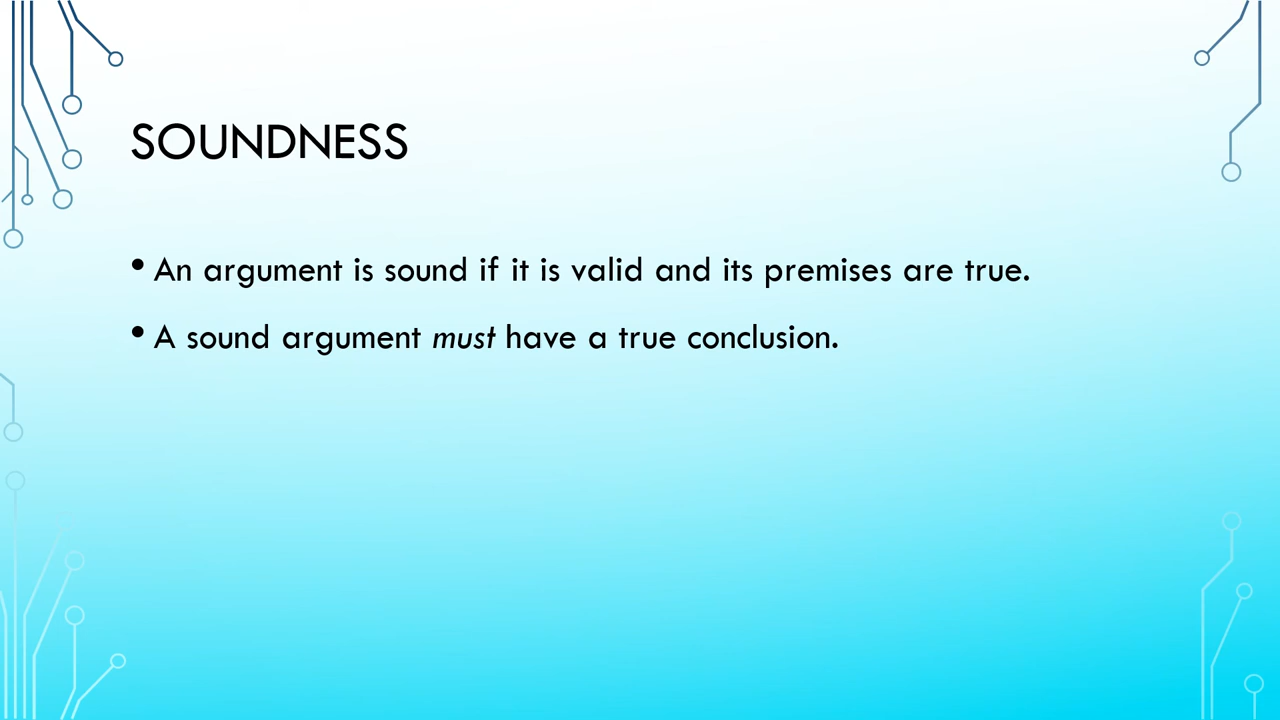 SOUNDNESS
• An argument is sound if it is valid and its premises are true.
• A sound argument must have a true conclusion.